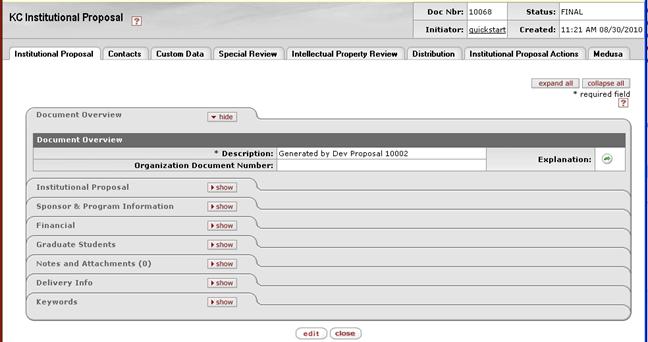 KC Institutional Proposal ?
Doc Nbr: 10068 Status: FINAL
Initiator: quickstart Created: 11:21 AM 08/30/2010
Institutional Proposal Contacts Custom Data Special Review Intellectual Property Review Distribution Institutional Proposal Actions Medusa
expand all collapse all
* required field
?
Document Overview hide
Document Overview
* Description: Generated by Dev Proposal 10002 Explanation:
Organization Document Number:
Institutional Proposal show
Sponsor & Program Information show
Financial show
Graduate Students show
Notes and Attachments (0) show
Delivery Info show
Keywords show
edit close